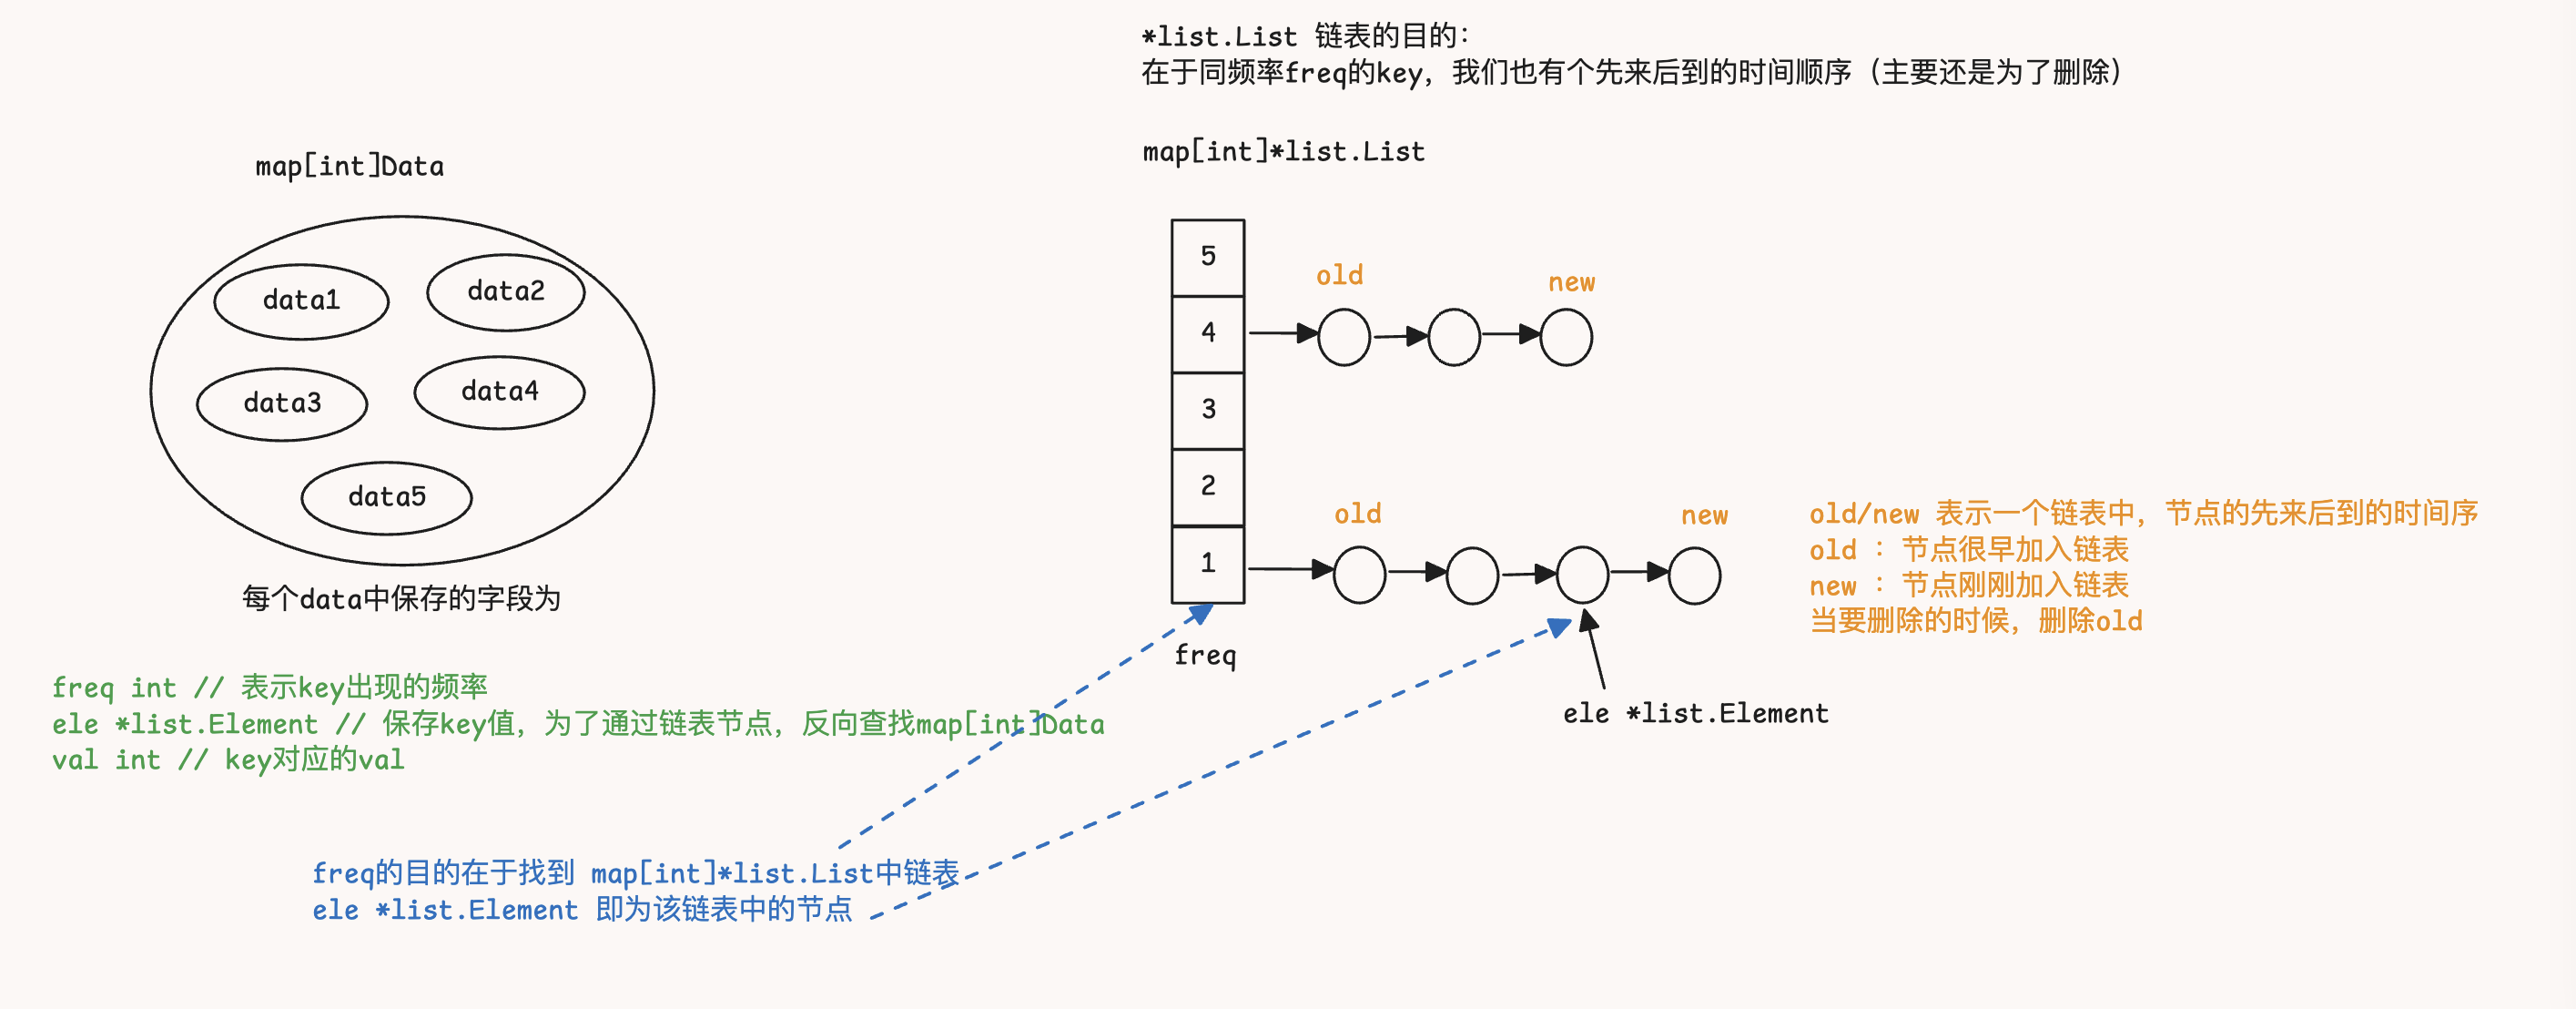 *list.List 链表的目的：
在于同频率freq的key，我们也有个先来后到的时间顺序（主要还是为了删除）
map[int]Data
map[int]*list.List
data1
data2
data3
data4
data5
每个data中保存的字段为
freq int // 表示key出现的频率
ele *list.Element // 保存key值，为了通过链表节点，反向查找map[int]Data
val int // key对应的val
5
4
3
2
1
freq
old
new
old
new
ele *list.Element
old/new 表示一个链表中，节点的先来后到的时间序
old : 节点很早加入链表
new : 节点刚刚加入链表
当要删除的时候，删除old
freq的目的在于找到 map[int]*list.List中链表
ele *list.Element 即为该链表中的节点